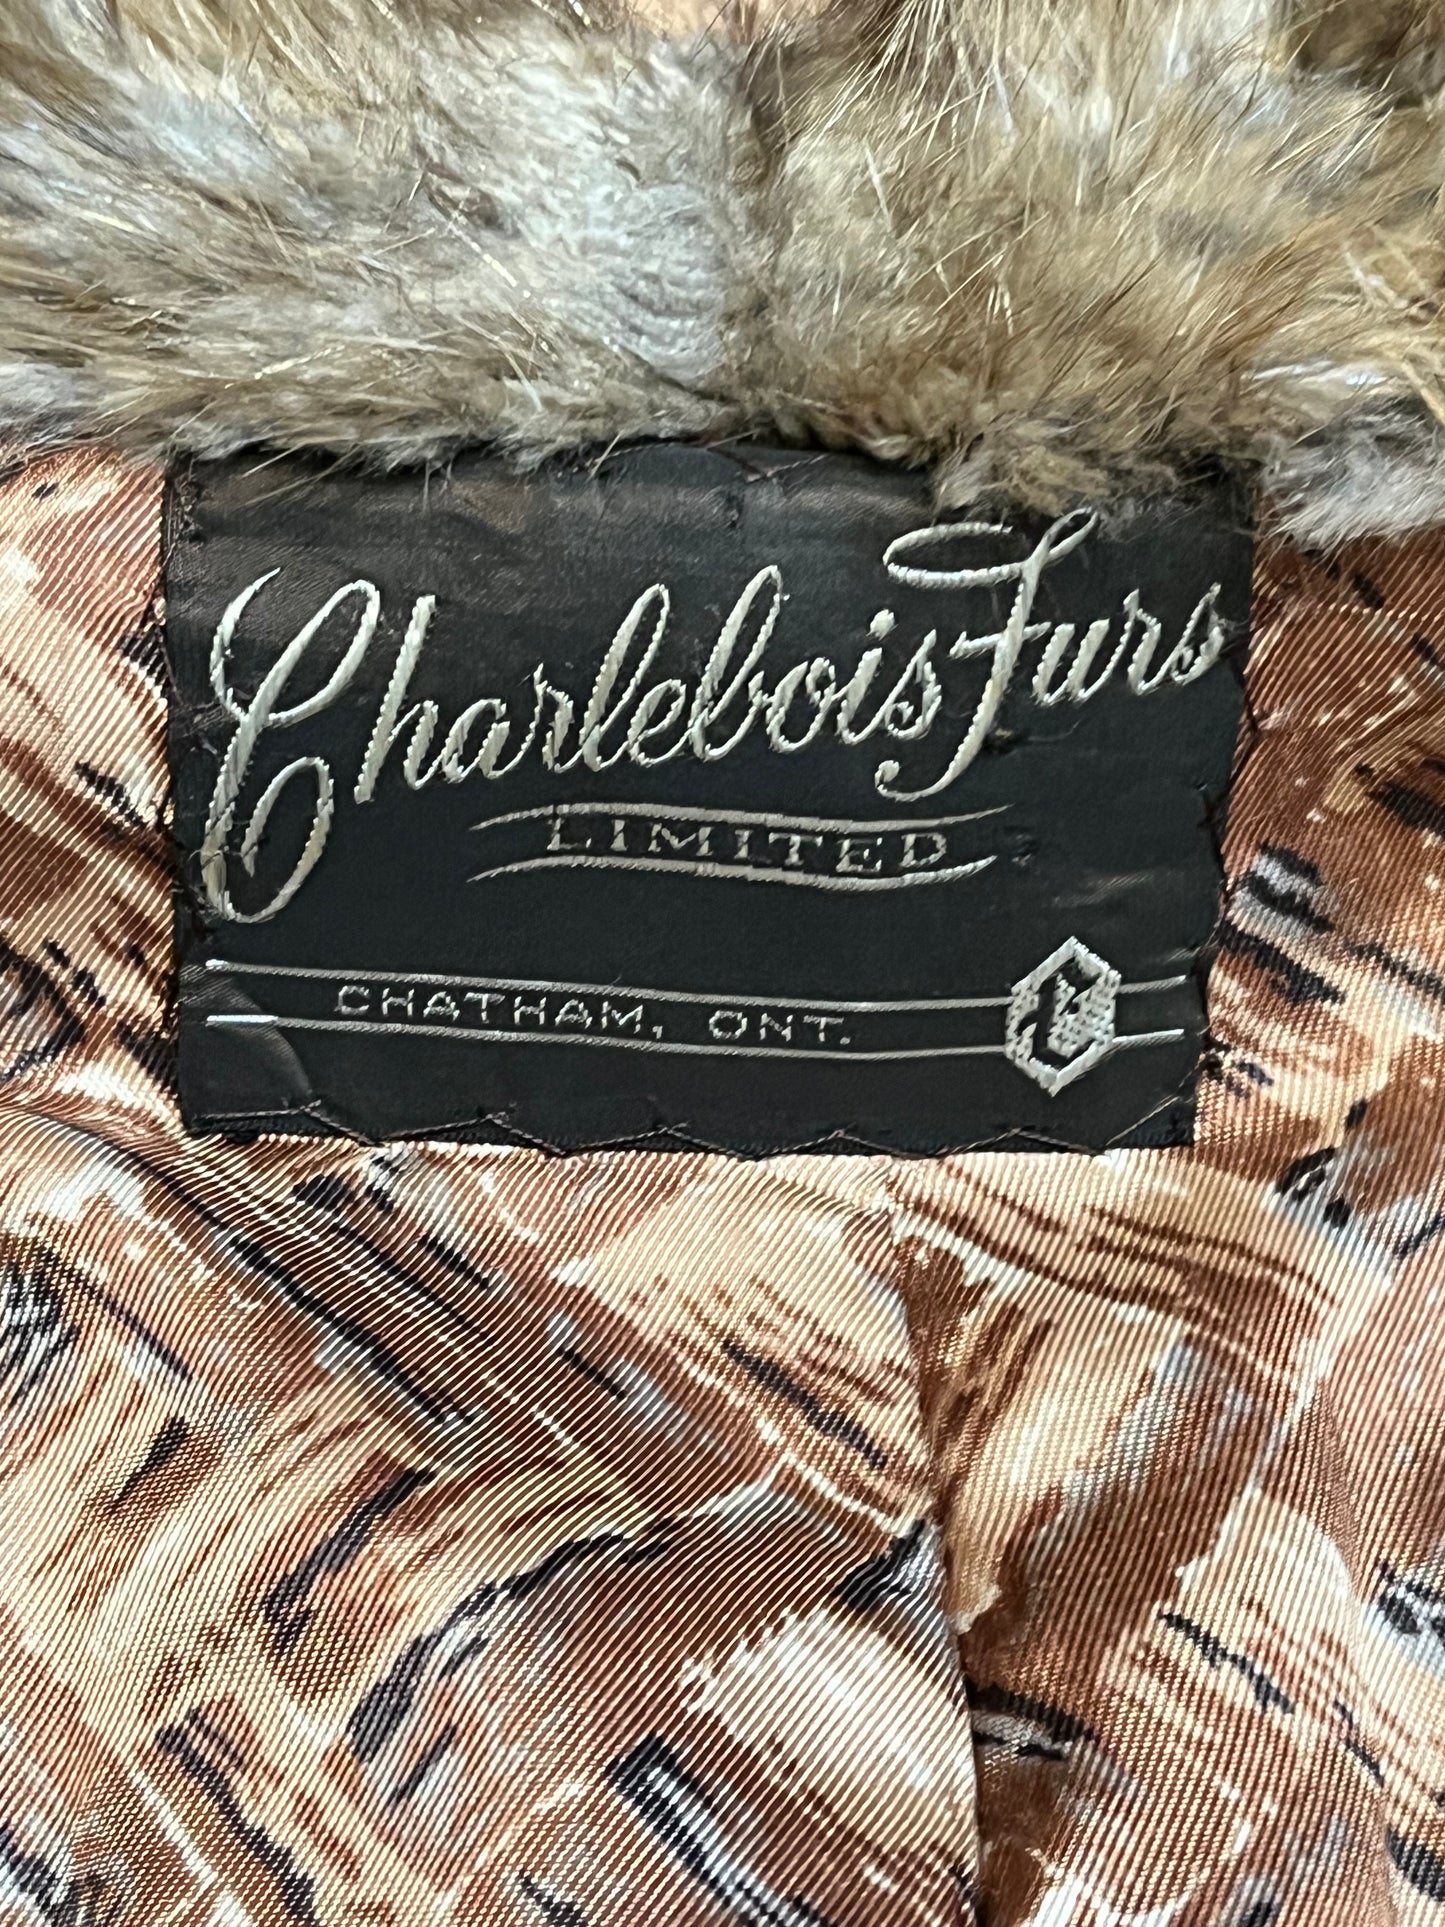 Charlebois Furs
LIMITED
CHATHAM, ONT.